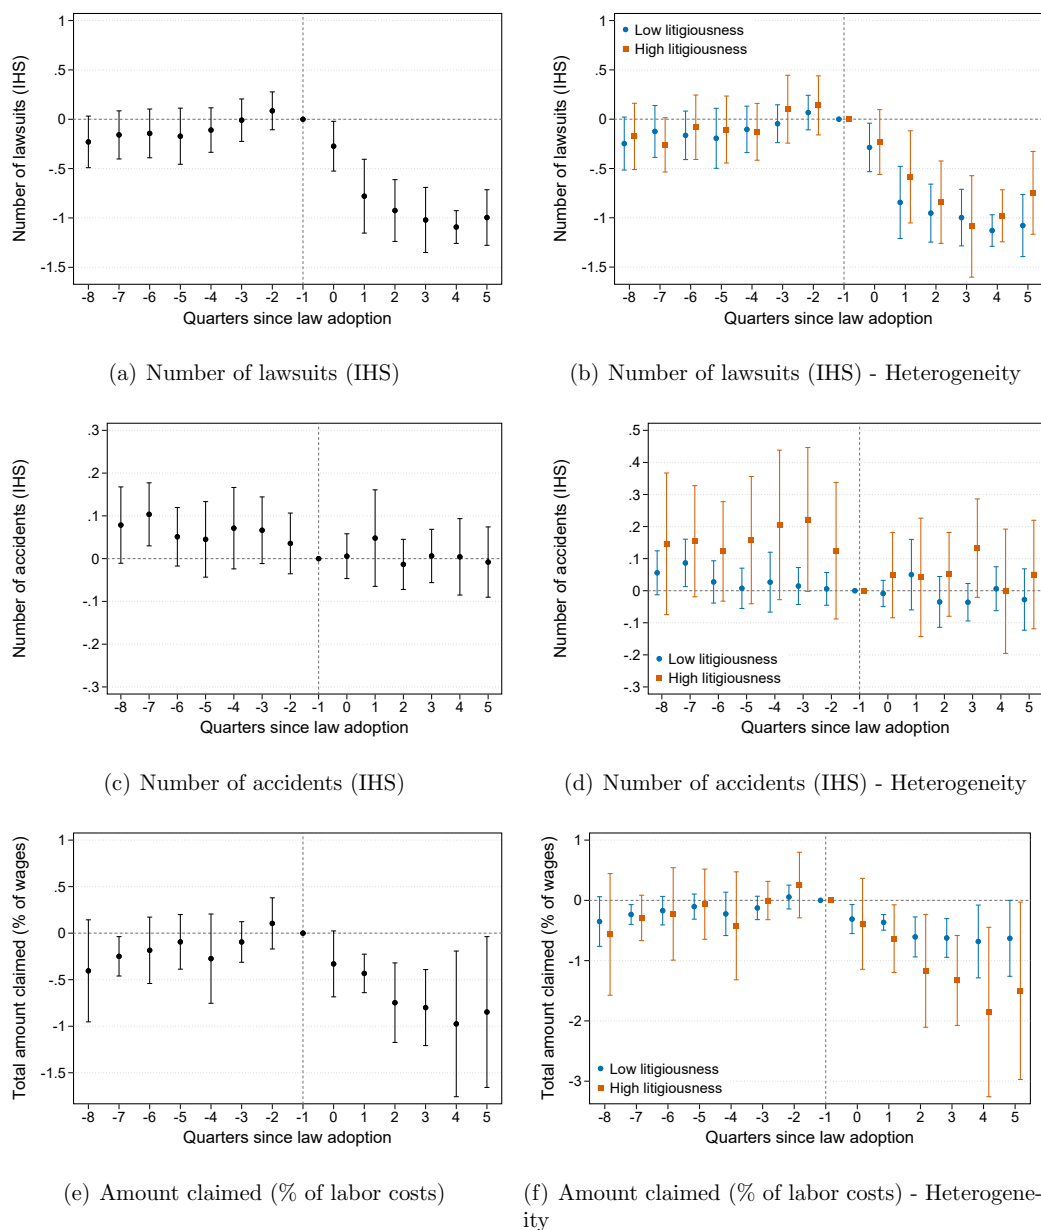 Number of lawsuits (IHS)
1
.5
0
-.5
-1
-1.5
-8 -7 -6 -5 -4 -3 -2 -1 0 1 2 3 4 5
Quarters since law adoption
(a) Number of lawsuits (IHS)
Number of lawsuits (IHS)
1
.5
0
-.5
-1
-1.5
Low litigiousness
High litigiousness
-8 -7 -6 -5 -4 -3 -2 -1 0 1 2 3 4 5
Quarters since law adoption
(b) Number of lawsuits (IHS) - Heterogeneity
Number of accidents (IHS)
.3
.2
.1
0
-.1
-.2
-.3
-8 -7 -6 -5 -4 -3 -2 -1 0 1 2 3 4 5
Quarters since law adoption
(c) Number of accidents (IHS)
Number of accidents (IHS)
.5
.4
.3
.2
.1
0
-.1
-.2
-.3
Low litigiousness
High litigiousness
-8 -7 -6 -5 -4 -3 -2 -1 0 1 2 3 4 5
Quarters since law adoption
(d) Number of accidents (IHS) - Heterogeneity
Total amount claimed (% of wages)
1
.5
0
-.5
-1
-1.5
-8 -7 -6 -5 -4 -3 -2 -1 0 1 2 3 4 5
Quarters since law adoption
(e) Amount claimed (% of labor costs)
Total amount claimed (% of wages)
1
0
-1
-2
-3
Low litigiousness
High litigiousness
-8 -7 -6 -5 -4 -3 -2 -1 0 1 2 3 4 5
Quarters since law adoption
(f) Amount claimed (% of labor costs) - Heterogene-
ity